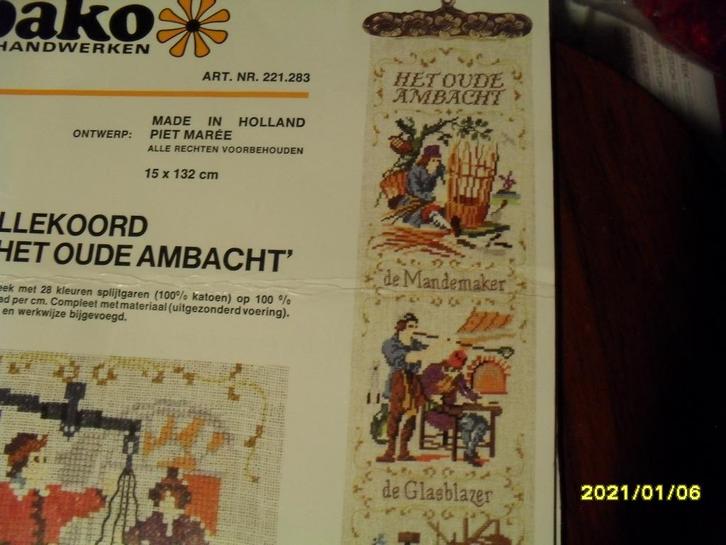 bako
HANDWERKEN
ART. NR. 221.283
MADE IN HOLLAND
ONTWERP: PIET MARÉE
ALLE RECHTEN VOORBEHOUDEN
15 x 132 cm
LLEKOORD
HET OUDE AMBACHT'
eek met 28 kleuren splijtgaren (100% katoen) op 100 %
ad per cm. Compleet met materiaal (uitgezonderd voering).
en werkwijze bijgevoegd.
HET OUDE
AMBACHT
de Mandemaker
de Glasblazer
2021/01/06